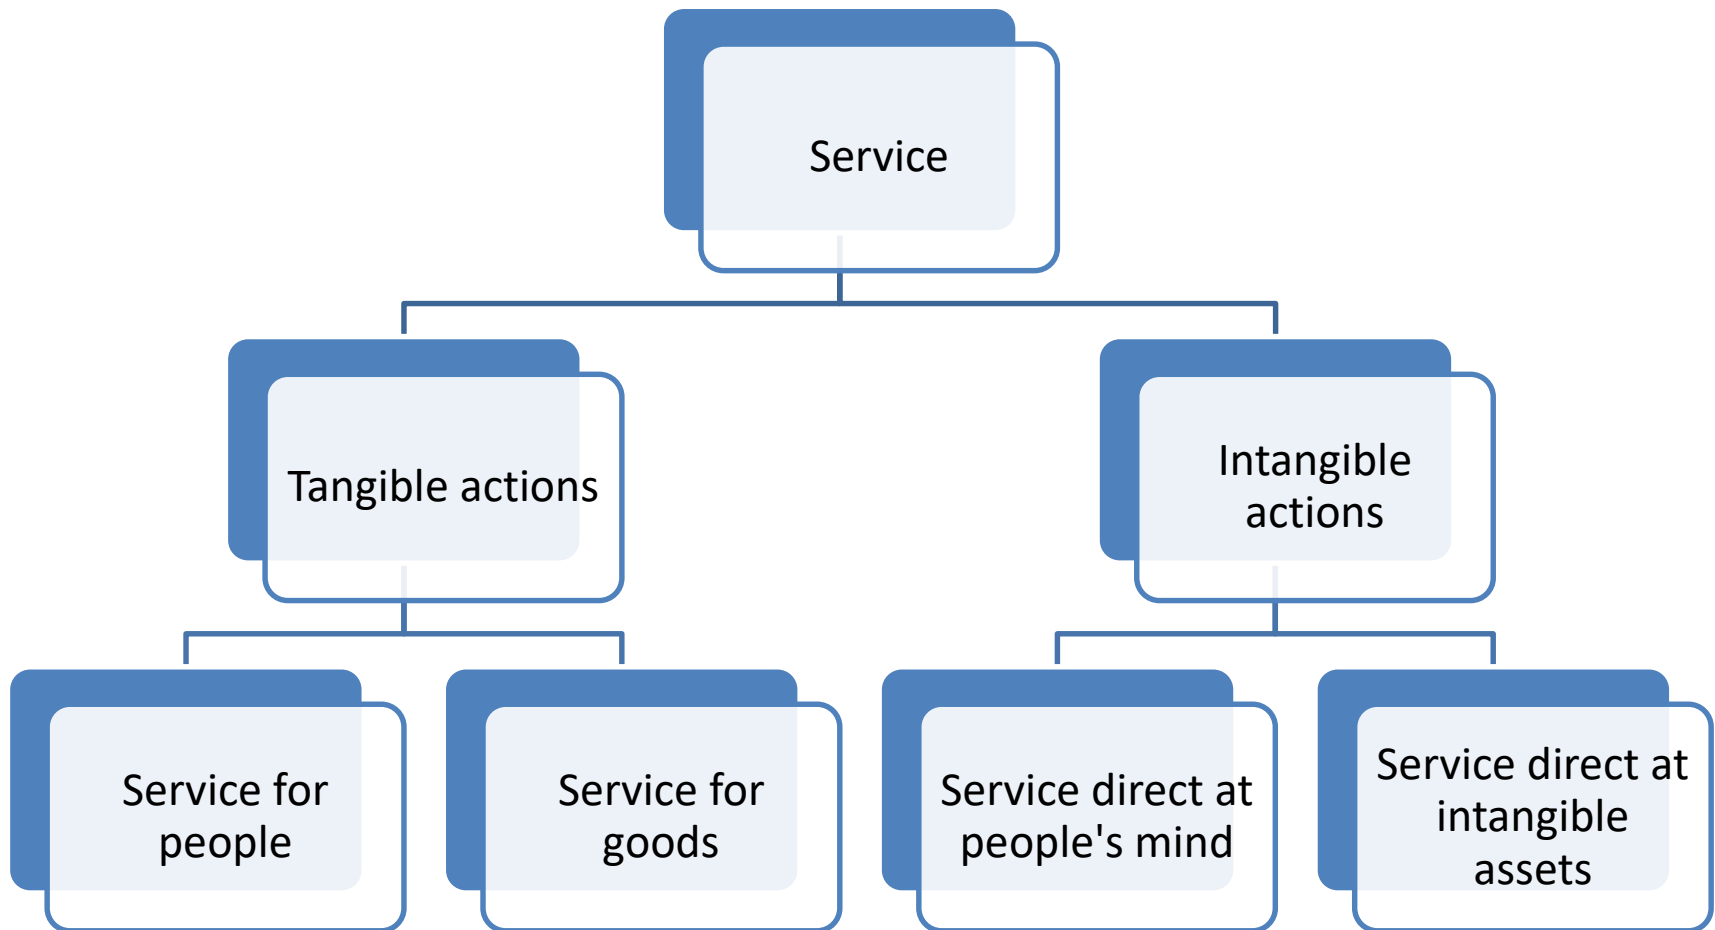 Service
Tangible actions
Intangible
actions
Service for
people
Service for
goods
Service direct at
people's mind
Service direct at
intangible
assets